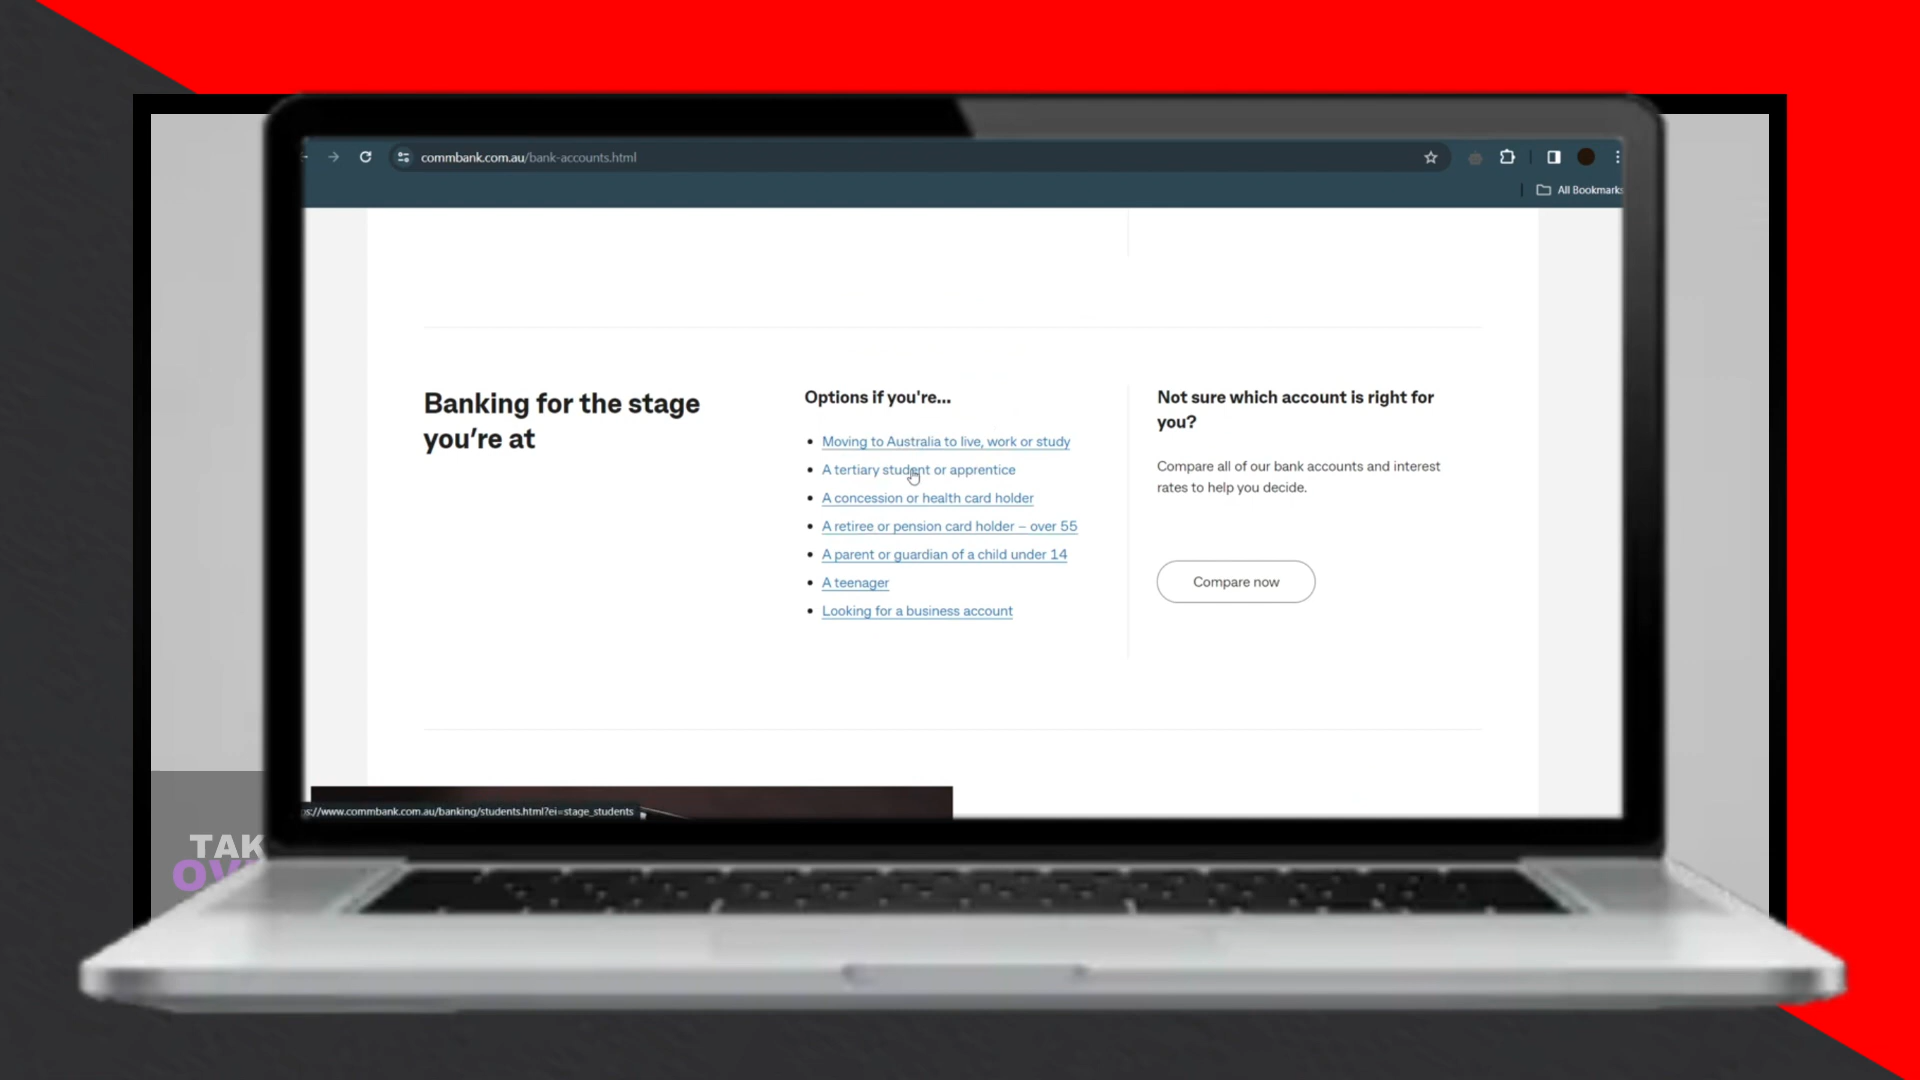 commbank.com.au/bank-accounts.html
All Bookmarks
Banking for the stage
you're at
Options if you're...
Moving to Australia to live, work or study
A tertiary student or apprentice
A concession or health card holder
A retiree or pension card holder – over 55
A parent or guardian of a child under 14
A teenager
Looking for a business account
Not sure which account is right for
you?
Compare all of our bank accounts and interest
rates to help you decide.
Compare now
s://www.commbank.com.au/banking/students.html?ei=stage_students
TAK
OV